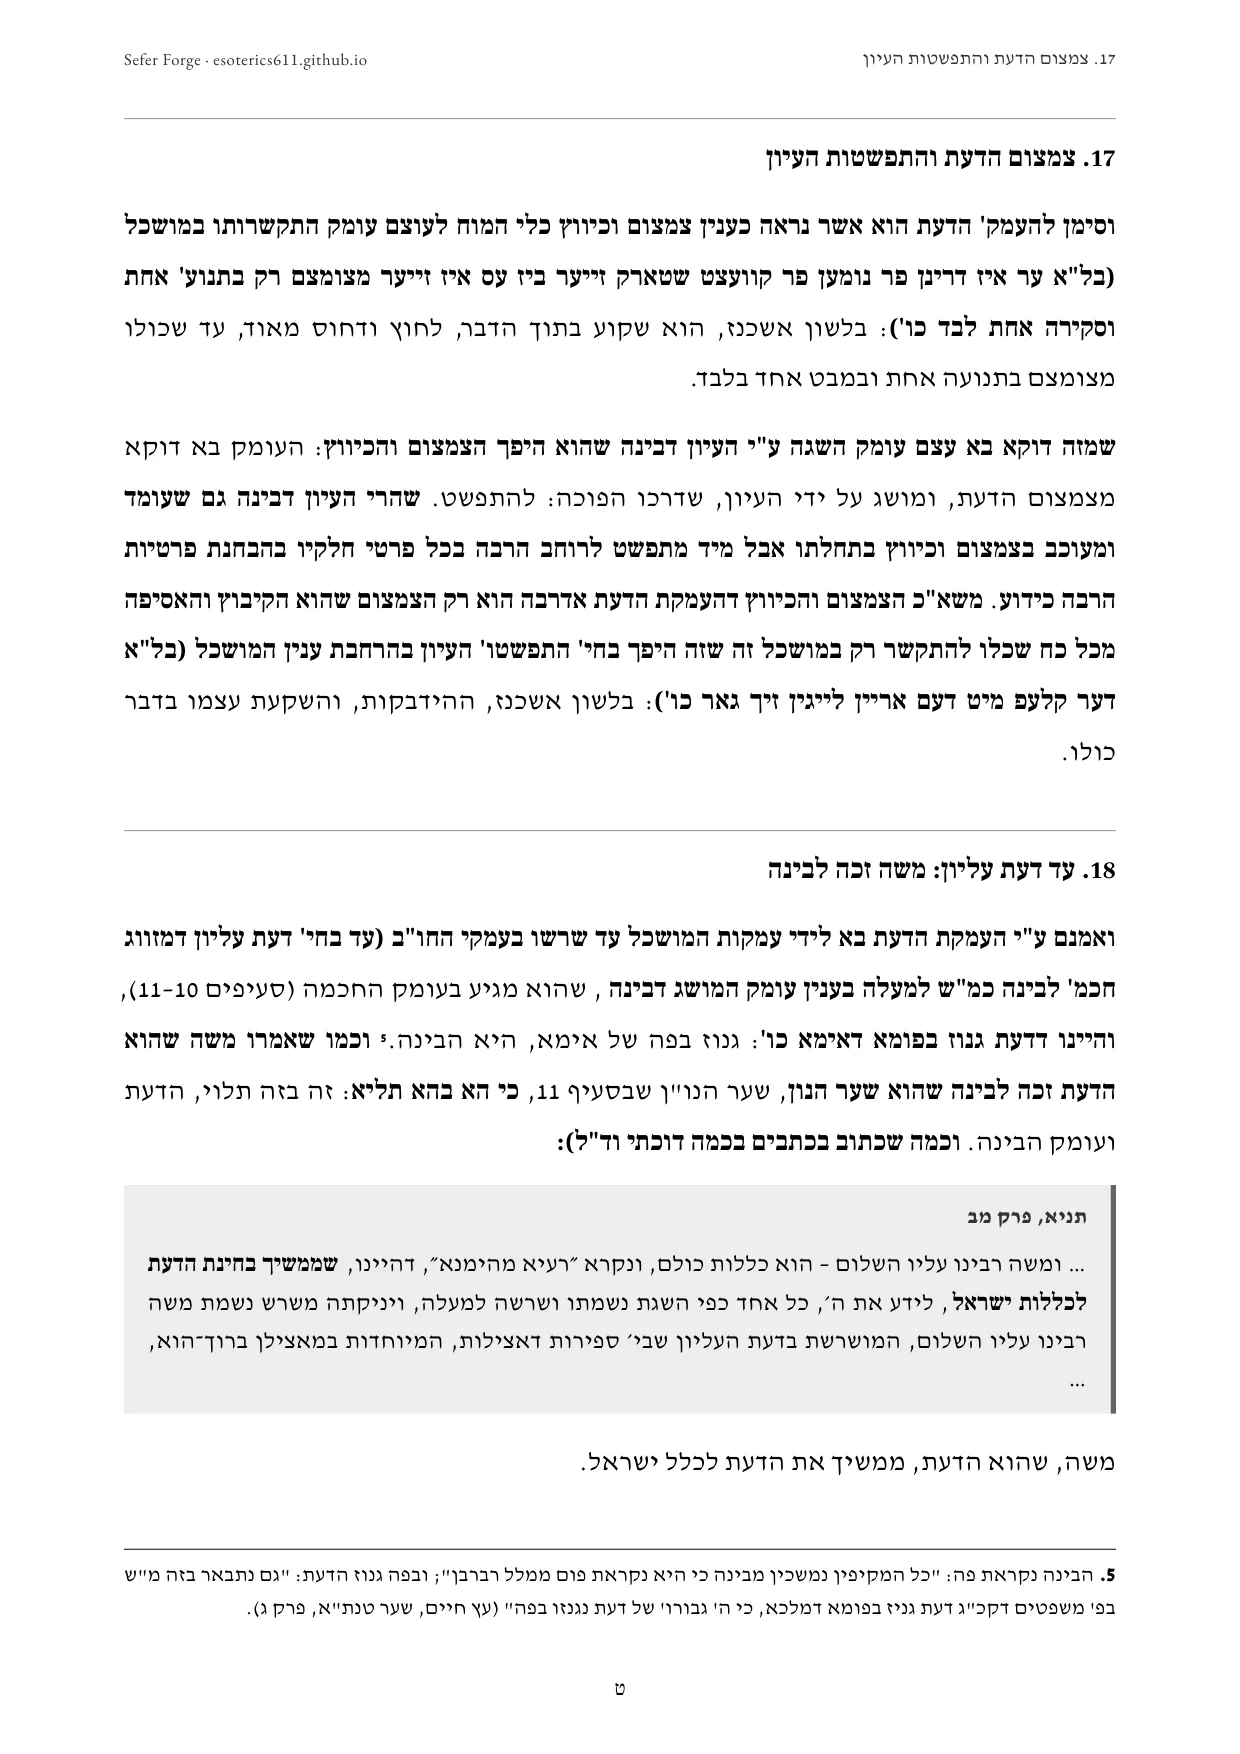 Sefer Forge · esoterics611.github.io
17. צמצום הדעת והתפשטות העיון
17. צמצום הדעת והתפשטות העיון
וסימן להעמק' הדעת הוא אשר נראה כענין צמצום וכיווץ כלי המוח לעוצם עומק התקשרותו במושכל
(בל"א ער איז דרינן פר נומען פר קוועצט שטארק זייער ביז עס איז זייער מצומצם רק בתנוע' אחת
וסקירה אחת לבד כו'): בלשון אשכנז, הוא שקוע בתוך הדבר, לחוץ ודחוס מאוד, עד שכולו
מצומצם בתנועה אחת ובמבט אחד בלבד.
שמזה דוקא בא עצם עומק השגה ע"י העיון דבינה שהוא היפך הצמצום והכיווץ: העומק בא דוקא
מצמצום הדעת, ומושג על ידי העיון, שדרכו הפוכה: להתפשט. שהרי העיון דבינה גם שעומד
ומעוכב בצמצום וכיווץ בתחלתו אבל מיד מתפשט לרוחב הרבה בכל פרטי חלקיו בהבחנת פרטיות
הרבה כידוע. משא"כ הצמצום והכיווץ דהעמקת הדעת אדרבה הוא רק הצמצום שהוא הקיבוץ והאסיפה
מכל כח שכלו להתקשר רק במושכל זה שזה היפך בחי' התפשטו' העיון בהרחבת ענין המושכל (בל"א
דער קלעפ מיט דעם אריין לייגין זיך גאר כו'): בלשון אשכנז, ההידבקות, והשקעת עצמו בדבר
כולו.
18. עד דעת עליון: משה זכה לבינה
ואמנם ע"י העמקת הדעת בא לידי עמקות המושכל עד שרשו בעמקי החו"ב (עד בחי' דעת עליון דמזווג
חכמ' לבינה כמ"ש למעלה בענין עומק המושג דבינה , שהוא מגיע בעומק החכמה (סעיפים 10–11),
והיינו דדעת גנוז בפומא דאימא כו': גנוז בפה של אימא, היא הבינה.5 וכמו שאמרו משה שהוא
הדעת זכה לבינה שהוא שער הנון, שער הנו"ן שבסעיף 11, כי הא בהא תליא: זה בזה תלוי, הדעת
ועומק הבינה. וכמה שכתוב בכתבים בכמה דוכתי וד"ל):
תניא, פרק מב
... ומשה רבינו עליו השלום – הוא כללות כולם, ונקרא ״רעיא מהימנא״, דהיינו, שממשיך בחינת הדעת
לכללות ישראל, לידע את ה׳, כל אחד כפי השגת נשמתו ושרשה למעלה, ויניקתה משרש נשמת משה
רבינו עליו השלום, המושרשת בדעת העליון שבי׳ ספירות דאצילות, המיוחדות במאצילן ברוך־הוא,
...
משה, שהוא הדעת, ממשיך את הדעת לכלל ישראל.
5. הבינה נקראת פה: "כל המקיפין נמשכין מבינה כי היא נקראת פום ממלל רברבן"; ובפה גנוז הדעת: "גם נתבאר בזה מ"ש
בפ' משפטים דקכ"ג דעת גניז בפומא דמלכא, כי ה' גבורו' של דעת נגנזו בפה" (עץ חיים, שער טנת"א, פרק ג).
ט